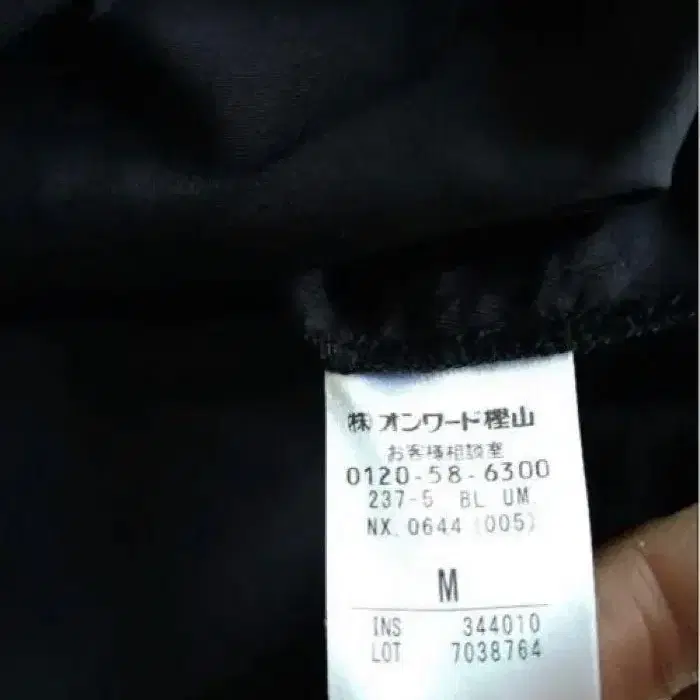 ㈱オンワード樫山
お客様相談室
0120-58-6300
237-5 BL UM
NX. 0644 (005)
M
INS 344010
LOT 7038764